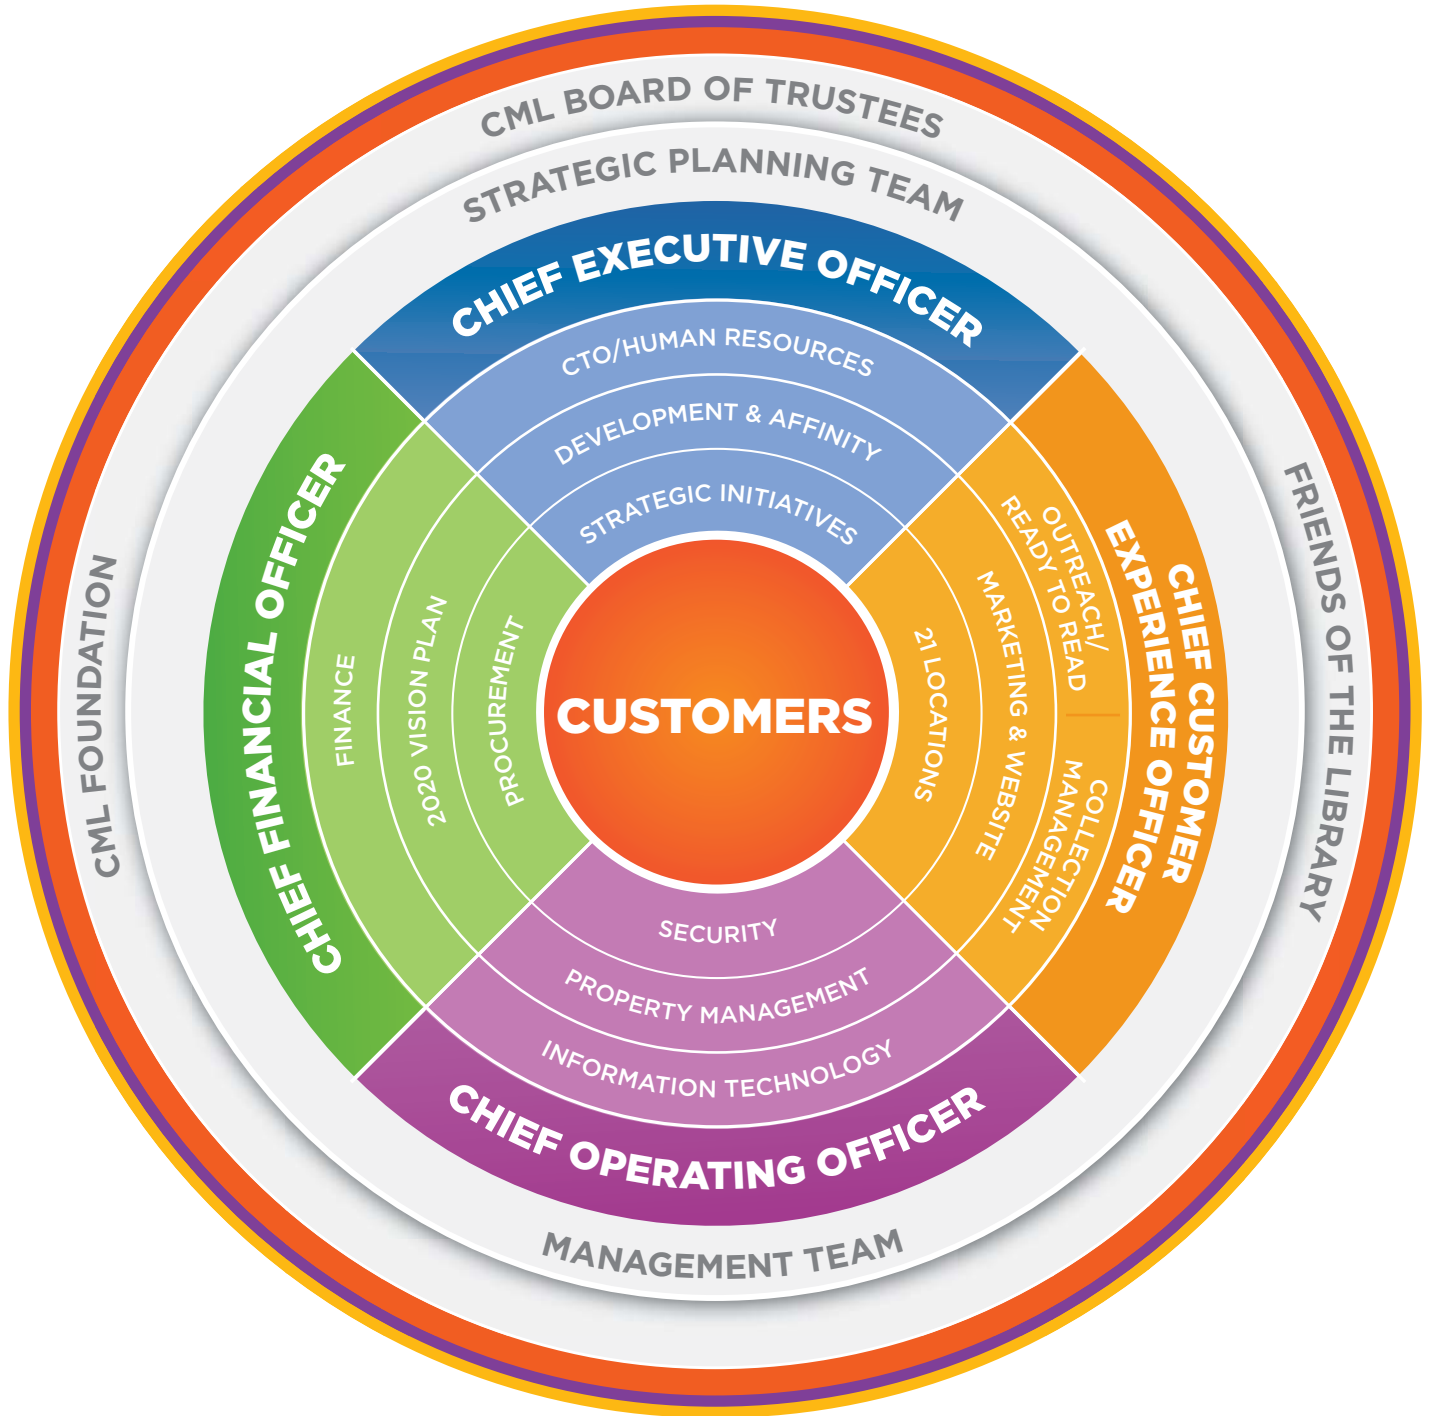 CML BOARD OF TRUSTEES
STRATEGIC PLANNING TEAM
CHIEF EXECUTIVE OFFICER
CTO/HUMAN RESOURCES
DEVELOPMENT & AFFINITY
STRATEGIC INITIATIVES
CML FOUNDATION
CHIEF FINANCIAL OFFICER
FINANCE
2020 VISION PLAN
PROCUREMENT
CUSTOMERS
21 LOCATIONS
MARKETING & WEBSITE
OUTREACH/
READY TO READ
COLLECTION
MANAGEMENT
CHIEF CUSTOMER
EXPERIENCE OFFICER
FRIENDS OF THE LIBRARY
SECURITY
PROPERTY MANAGEMENT
INFORMATION TECHNOLOGY
CHIEF OPERATING OFFICER
MANAGEMENT TEAM